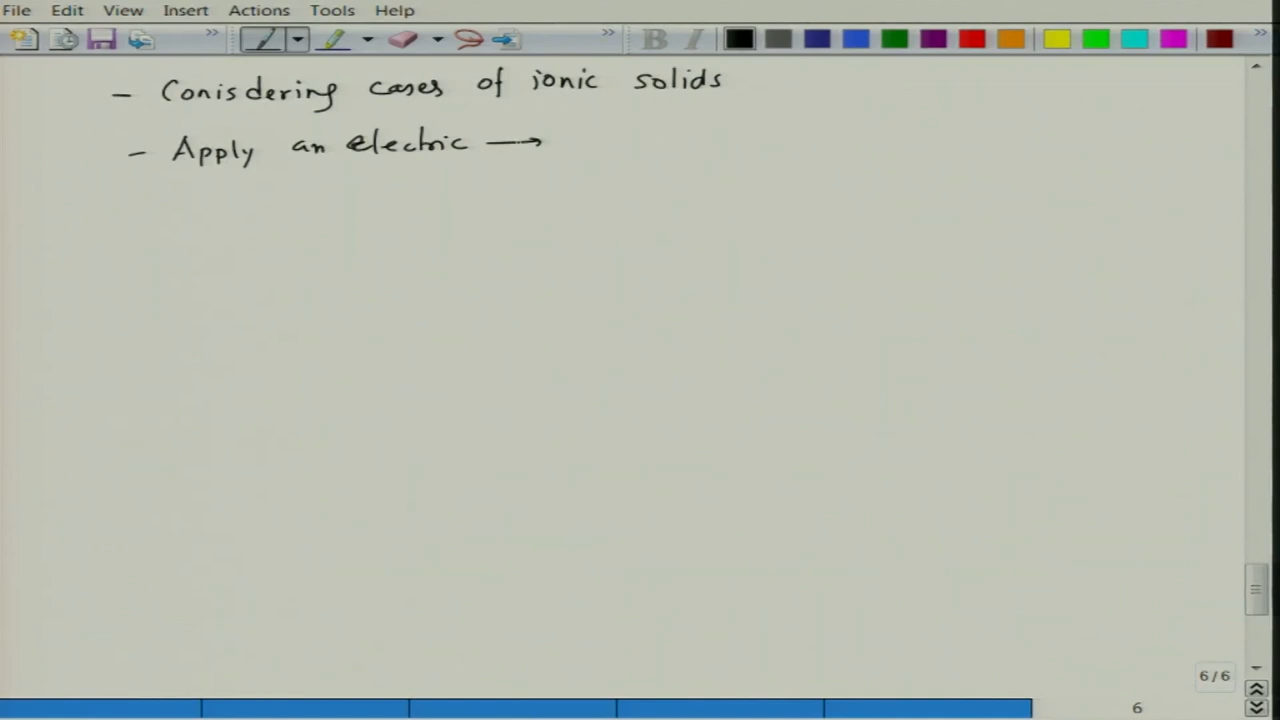 File Edit View Insert Actions Tools Help
B I
- Conisdering cases of ionic solids
- Apply an electric →
6/6
6